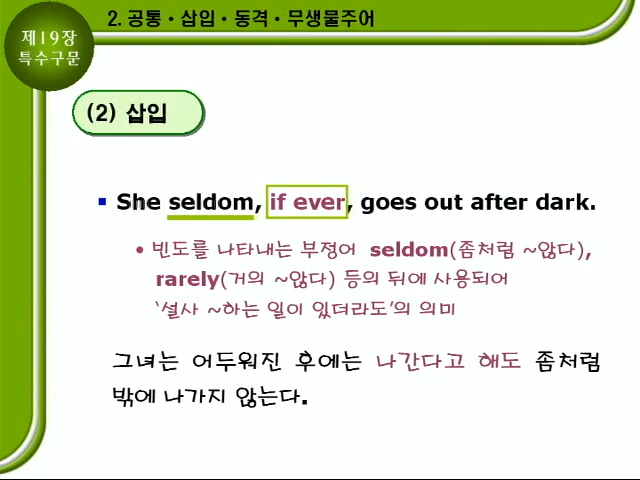 제19장
특수구문
2. 공통·삽입·동격·무생물주어
(2) 삽입
▪ She seldom, if ever, goes out after dark.
• 빈도를 나타내는 부정어 seldom(좀처럼 ~않다),
rarely(거의 ~않다) 등의 뒤에 사용되어
‘설사 ~하는 일이 있더라도’의 의미
그녀는 어두워진 후에는 나간다고 해도 좀처럼
밖에 나가지 않는다.